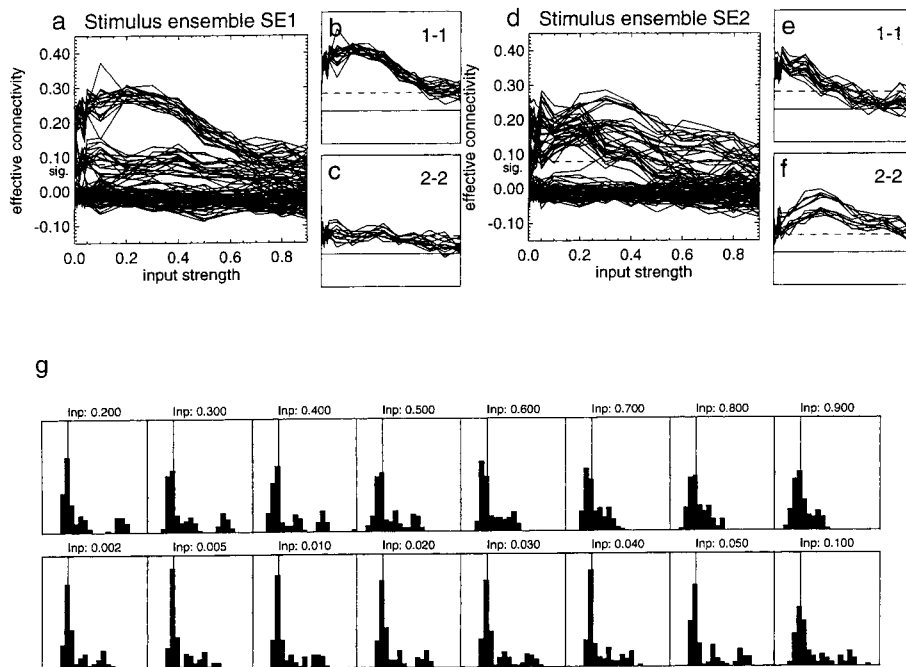 a Stimulus ensemble SE1
b
1-1
d Stimulus ensemble SE2
e
1-1
effective connectivity
0.40
0.30
0.20
0.10
sig.
0.00
-0.10
c
2-2
0.0 0.2 0.4 0.6 0.8
input strength
effective connectivity
0.40
0.30
0.20
0.10
sig.
0.00
-0.10
f
2-2
0.0 0.2 0.4 0.6 0.8
input strength
g
Inp: 0.200 Inp: 0.300 Inp: 0.400 Inp: 0.500 Inp: 0.600 Inp: 0.700 Inp: 0.800 Inp: 0.900
Inp: 0.002 Inp: 0.005 Inp: 0.010 Inp: 0.020 Inp: 0.030 Inp: 0.040 Inp: 0.050 Inp: 0.100